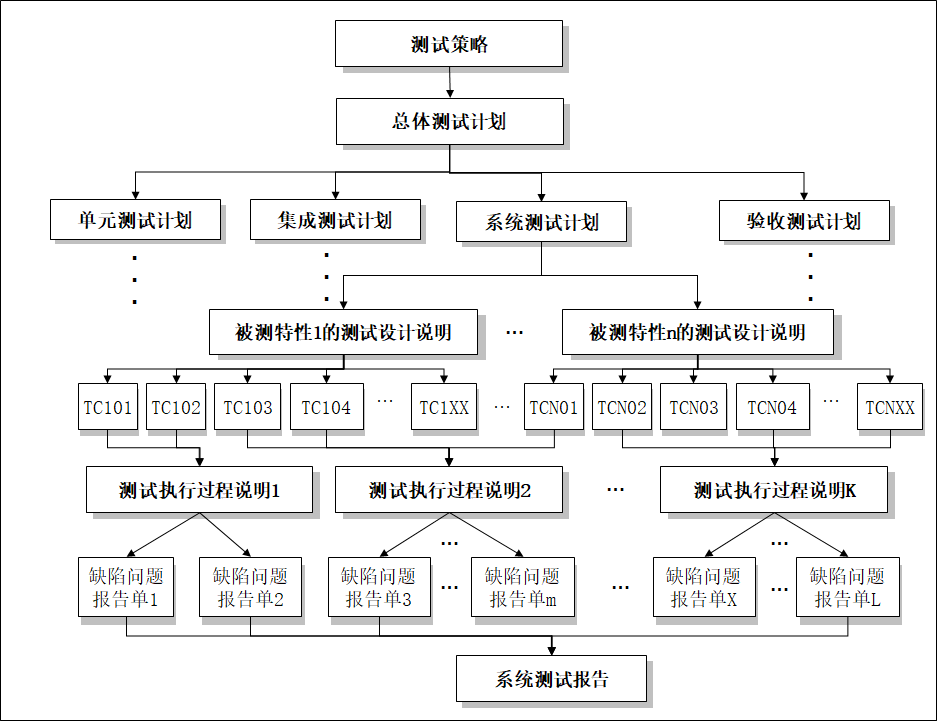 测试策略
总体测试计划
单元测试计划
集成测试计划
系统测试计划
验收测试计划
被测特性1的测试设计说明
...
被测特性n的测试设计说明
TC101
TC102
TC103
TC104
...
TC1XX
...
TCN01
TCN02
TCN03
TCN04
...
TCNXX
测试执行过程说明1
测试执行过程说明2
...
测试执行过程说明K
...
...
缺陷问题
报告单1
缺陷问题
报告单2
缺陷问题
报告单3
...
缺陷问题
报告单m
...
缺陷问题
报告单X
...
缺陷问题
报告单L
系统测试报告